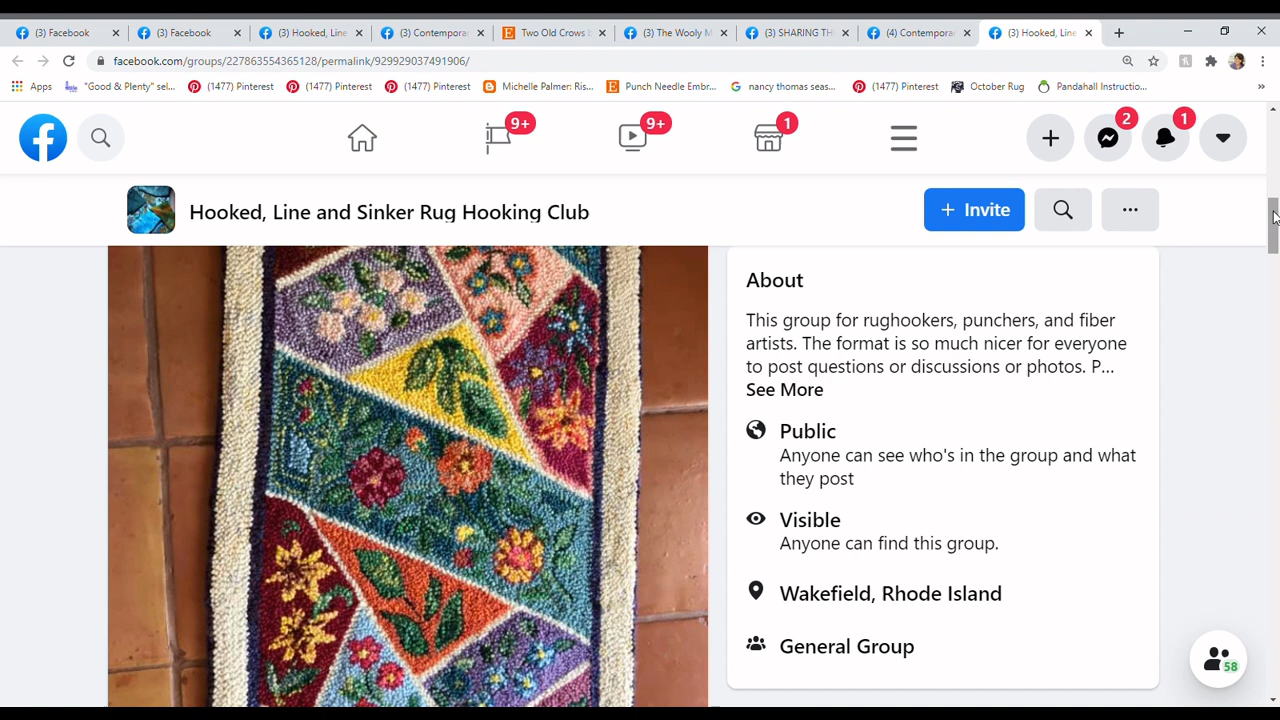 (3) Facebook
(3) Facebook
(3) Hooked, Line
(3) Contempora
Two Old Crows b
(3) The Wooly M
(3) SHARING TH
(4) Contemporar
(3) Hooked, Line
facebook.com/groups/227863554365128/permalink/929929037491906/
Apps
"Good & Plenty" sel...
(1477) Pinterest
(1477) Pinterest
(1477) Pinterest
Michelle Palmer: Ris...
Punch Needle Embr...
nancy thomas seas...
(1477) Pinterest
October Rug
Pandahall Instructio...
»
9+
9+
1
2
1
Hooked, Line and Sinker Rug Hooking Club
+ Invite
About
This group for rughookers, punchers, and fiber
artists. The format is so much nicer for everyone
to post questions or discussions or photos. P...
See More
Public
Anyone can see who's in the group and what
they post
Visible
Anyone can find this group.
Wakefield, Rhode Island
General Group
58